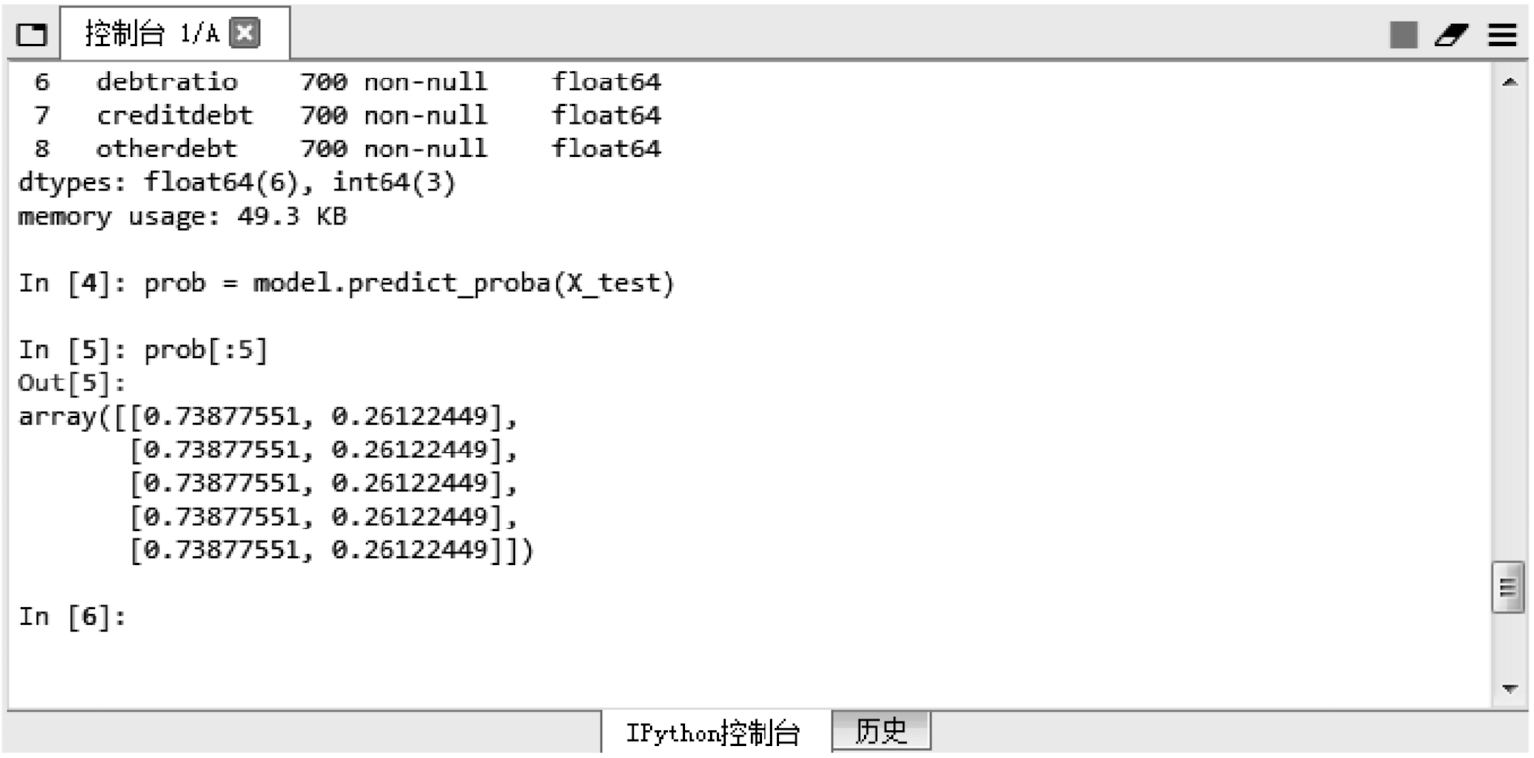 控制台 1/A
6 debtratio 700 non-null float64
7 creditdebt 700 non-null float64
8 otherdebt 700 non-null float64
dtypes: float64(6), int64(3)
memory usage: 49.3 KB
In [4]: prob = model.predict_proba(X_test)
In [5]: prob[:5]
Out[5]:
array([[0.73877551, 0.26122449],
[0.73877551, 0.26122449],
[0.73877551, 0.26122449],
[0.73877551, 0.26122449],
[0.73877551, 0.26122449]])
In [6]:
IPython控制台 历史